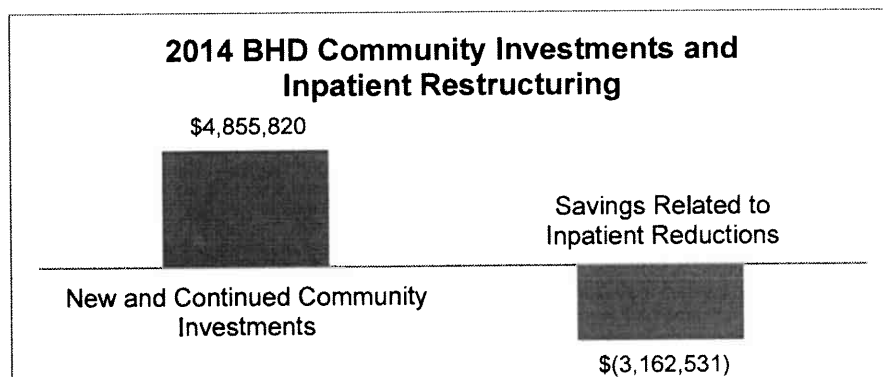 2014 BHD Community Investments and
Inpatient Restructuring
$4,855,820
Savings Related to
Inpatient Reductions
New and Continued Community
Investments
$(3,162,531)